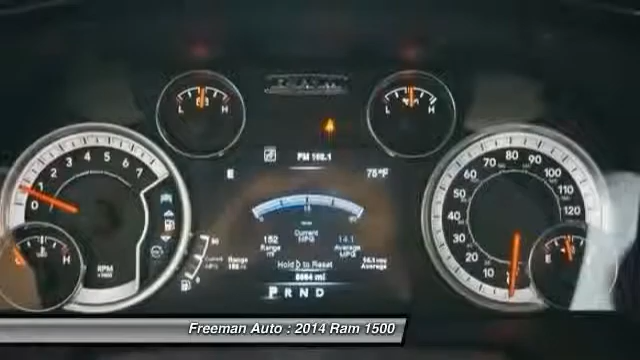 RAM
L H
L H
FM 106.1
E 75°F
1 2 3 4 5 6 7
0
RPM
10 20 30 40 50 60 70 80 90 100 110 120
Current
MPG
152
Range
14.1
Average
MPG
Hold to Reset
mi
P R N D
C H
E F
Freeman Auto : 2014 Ram 1500